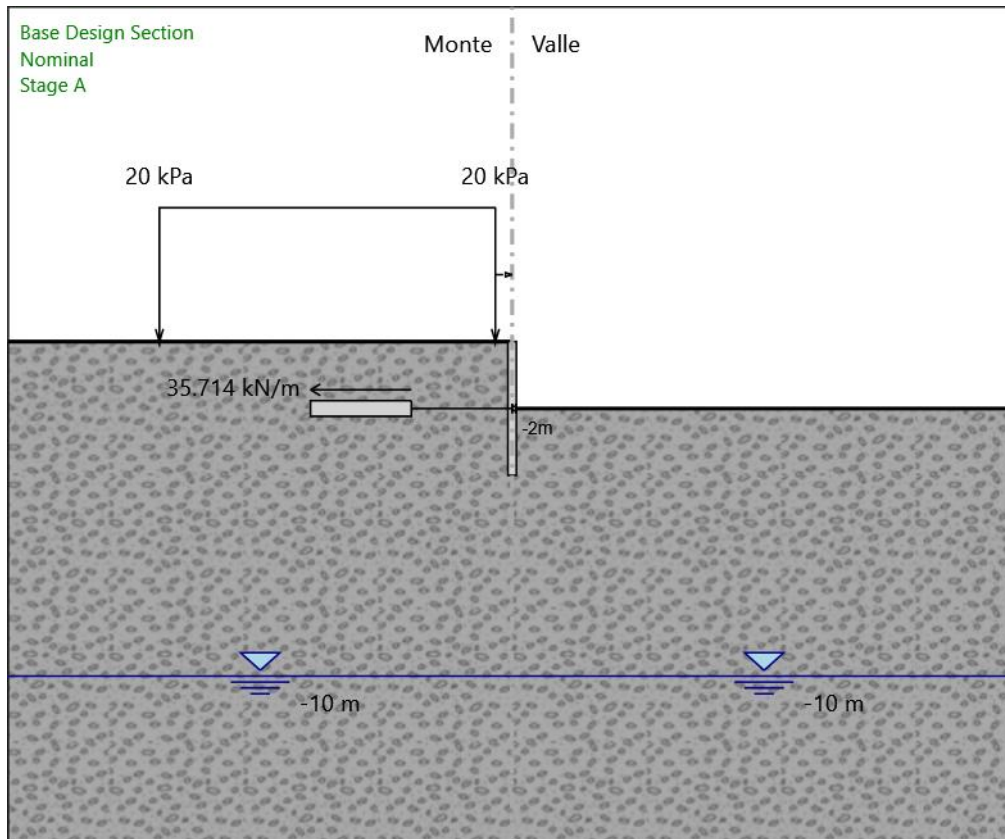 Base Design Section
Nominal
Stage A
Monte
Valle
20 kPa
20 kPa
35.714 kN/m
-2m
-10 m
-10 m